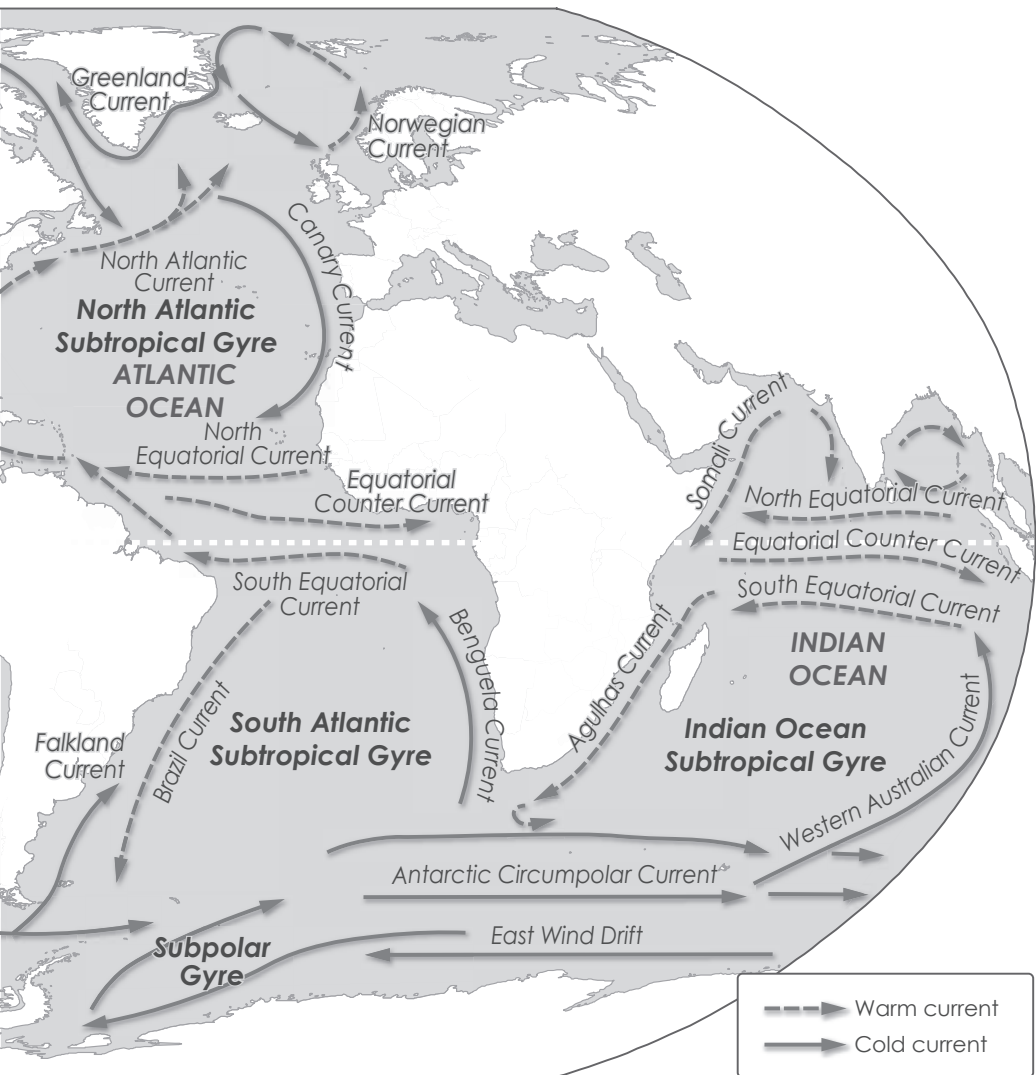 Greenland
Current
Norwegian
Current
Canary Current
North Atlantic
Current
North Atlantic
Subtropical Gyre
ATLANTIC
OCEAN
North
Equatorial Current
Equatorial
Counter Current
Somali Current
North Equatorial Current
Equatorial Counter Current
South Equatorial Current
South Equatorial
Current
INDIAN
OCEAN
Benguela Current
Agulhas Current
Brazil Current
South Atlantic
Subtropical Gyre
Indian Ocean
Subtropical Gyre
Falkland
Current
Western Australian Current
Antarctic Circumpolar Current
East Wind Drift
Subpolar
Gyre
Warm current
Cold current